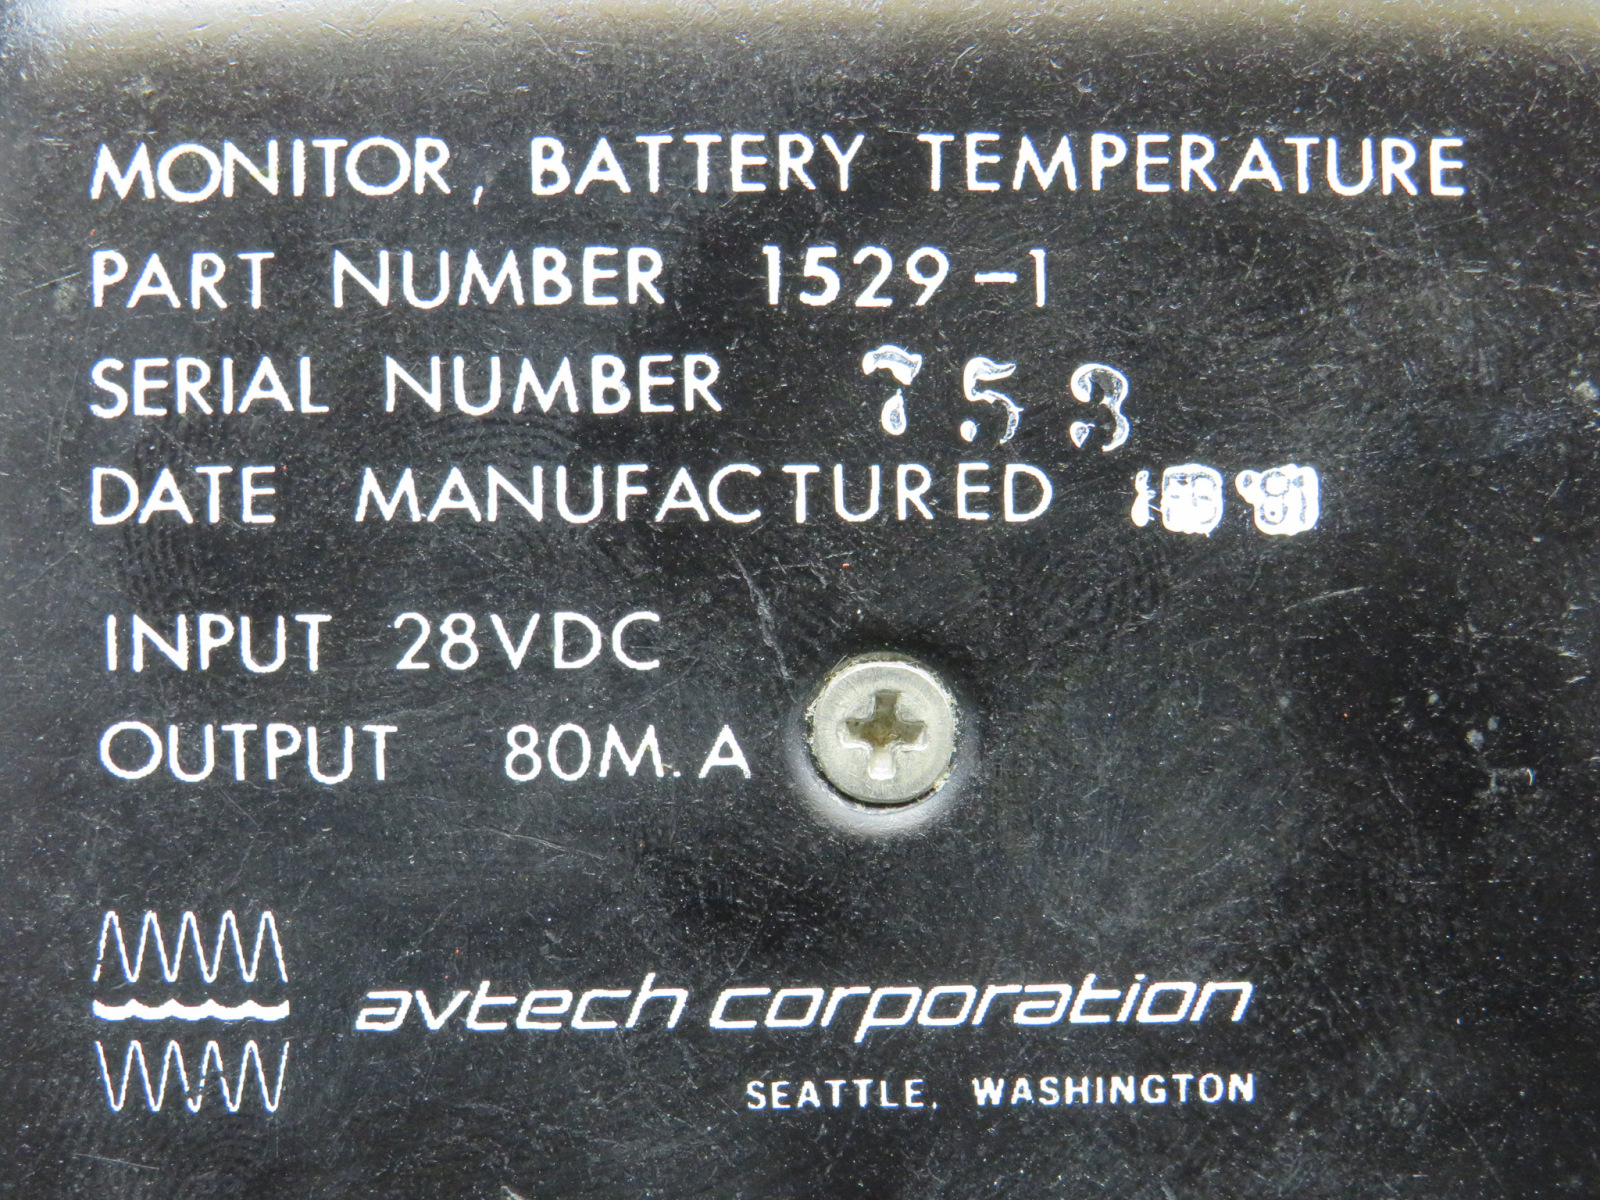 MONITOR, BATTERY TEMPERATURE
PART NUMBER 1529-1
SERIAL NUMBER 753
DATE MANUFACTURED
INPUT 28VDC
OUTPUT 80M.A
avtech corporation
SEATTLE, WASHINGTON